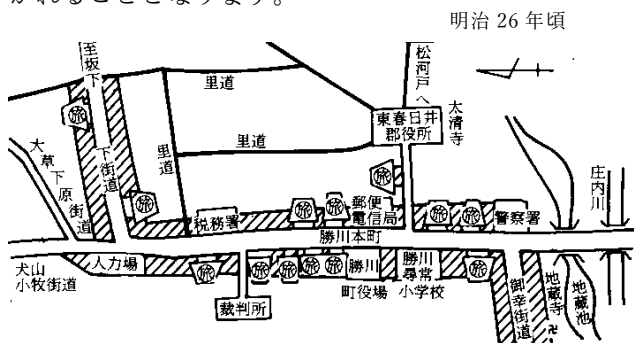 かれることとなります。
明治 26 年頃
至坂下
里道
里道
里道
松河戸へ
太清寺
東春日井
郡役所
大草下原街道
下街道
旅
旅
旅
税務署
旅
旅
郵便
電信局
旅
旅
警察署
庄内川
勝川本町
犬山
小牧街道
人力場
旅
旅
旅
旅
旅
勝川
町役場
勝川
尋常
小学校
旅
御幸街道
地蔵寺
卍
地蔵池
裁判所